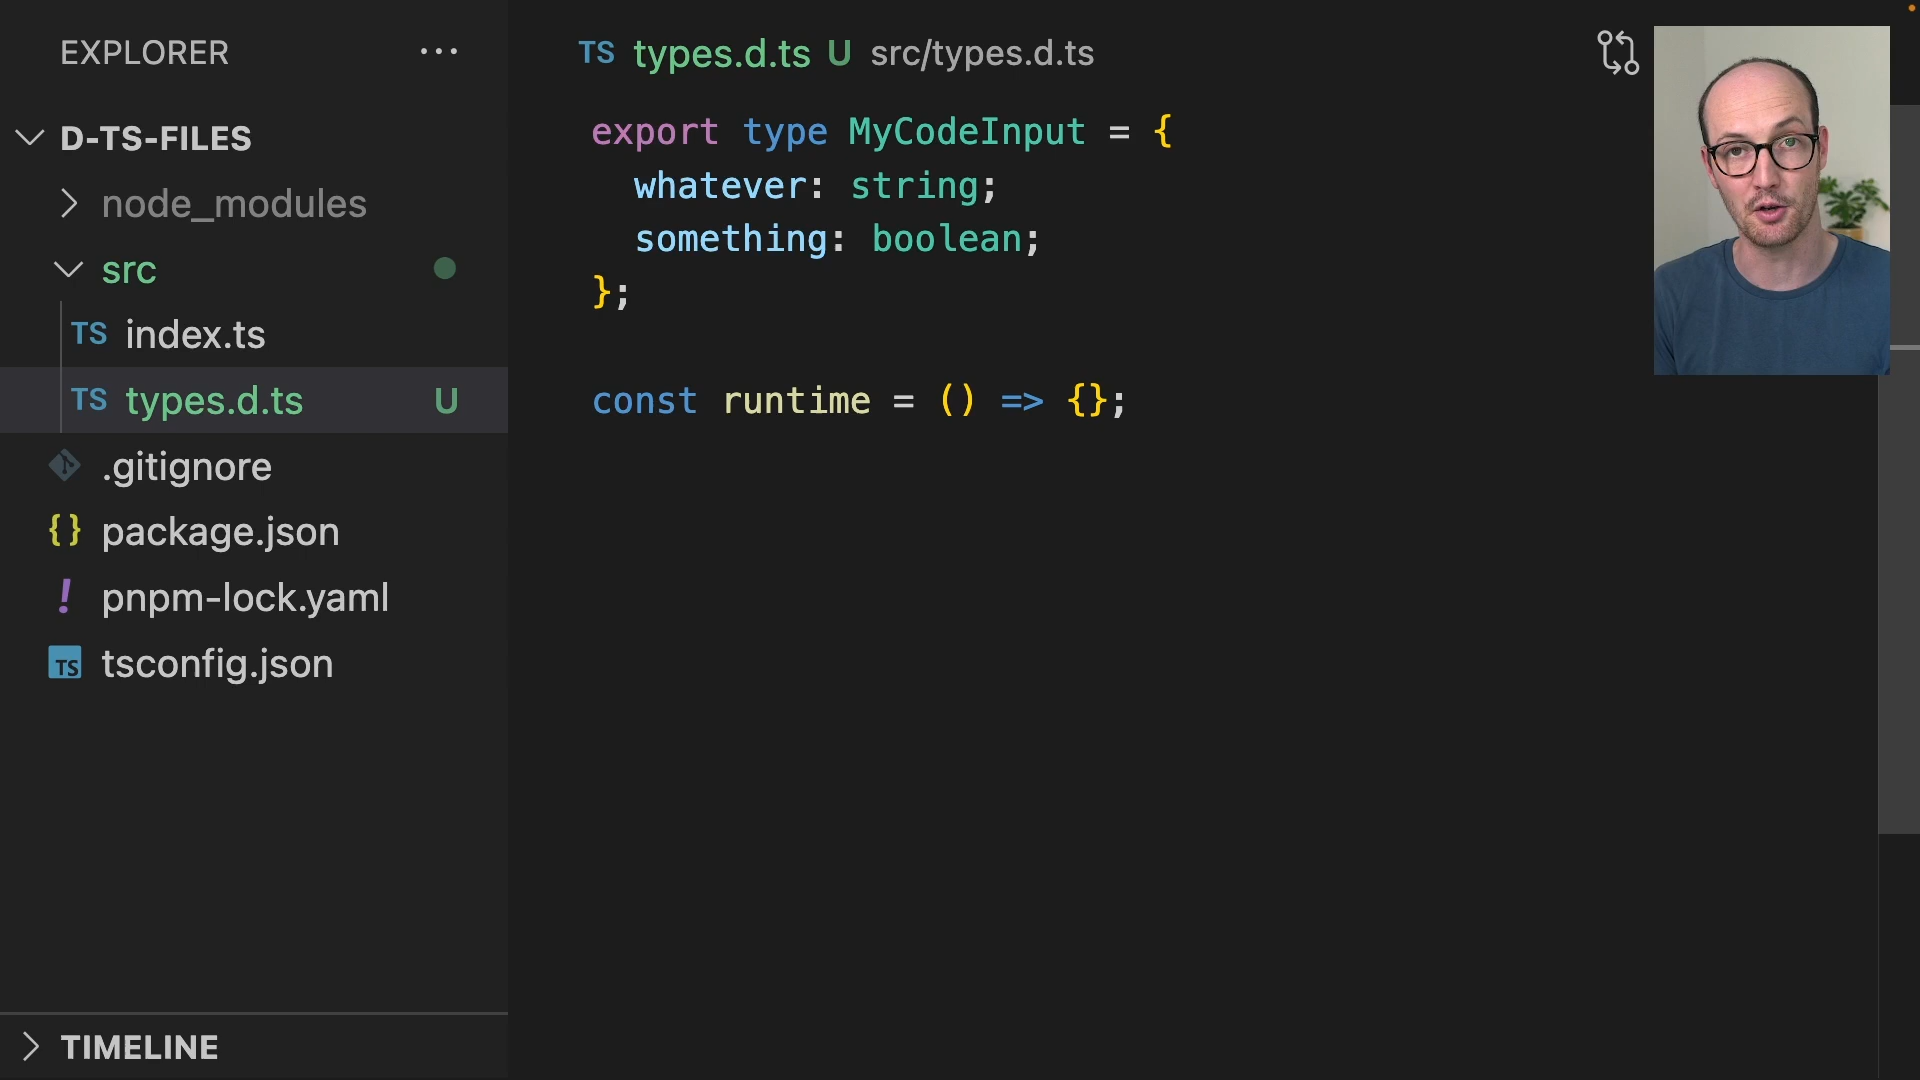 EXPLORER ···
D-TS-FILES
node_modules
src
TS index.ts
TS types.d.ts U
.gitignore
{} package.json
! pnpm-lock.yaml
TS tsconfig.json
TIMELINE
TS types.d.ts U src/types.d.ts
export type MyCodeInput = {
whatever: string;
something: boolean;
};
const runtime = () => {};